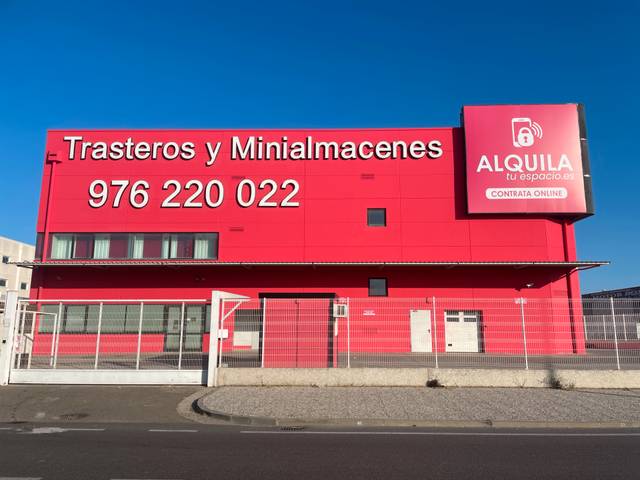 Trasteros y Minialmacenes
976 220 022
ALQUILA
tu espacio.es
CONTRATA ONLINE